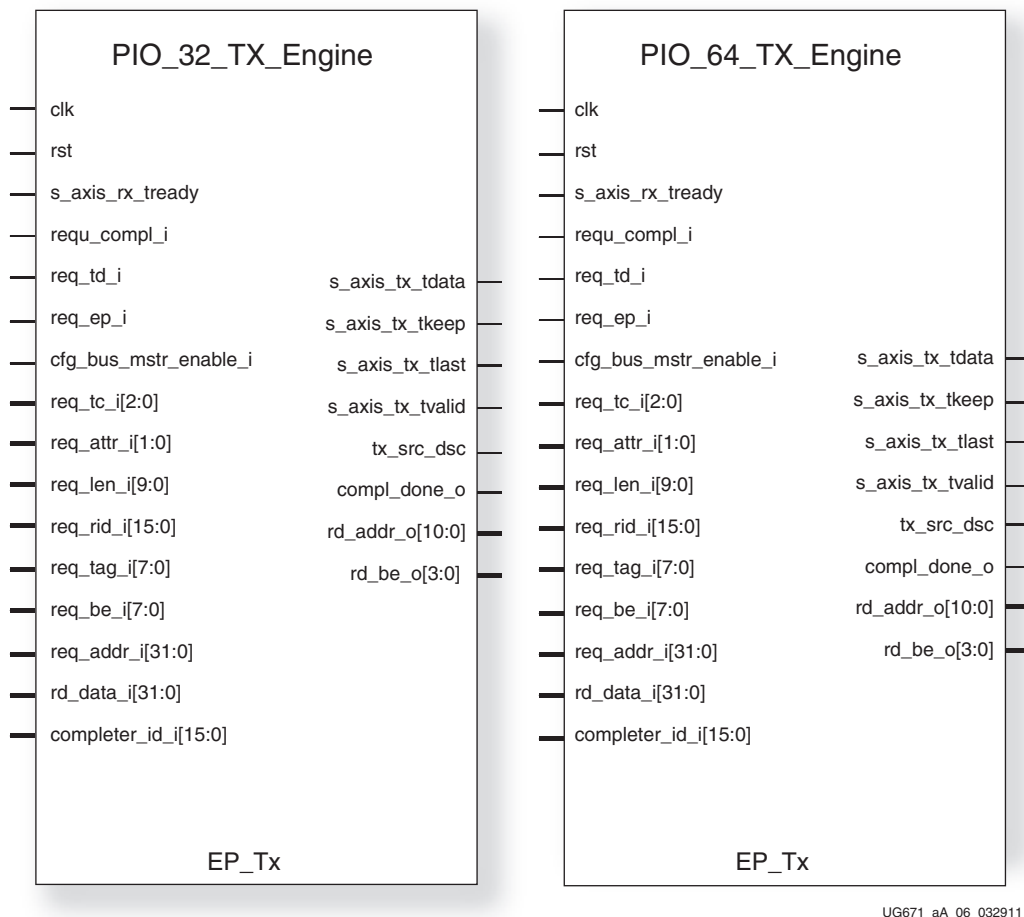 PIO_32_TX_Engine
clk
rst
s_axis_rx_tready
requ_compl_i
req_td_i
req_ep_i
cfg_bus_mstr_enable_i
req_tc_i[2:0]
req_attr_i[1:0]
req_len_i[9:0]
req_rid_i[15:0]
req_tag_i[7:0]
req_be_i[7:0]
req_addr_i[31:0]
rd_data_i[31:0]
completer_id_i[15:0]
s_axis_tx_tdata
s_axis_tx_tkeep
s_axis_tx_tlast
s_axis_tx_tvalid
tx_src_dsc
compl_done_o
rd_addr_o[10:0]
rd_be_o[3:0]
EP_Tx
PIO_64_TX_Engine
clk
rst
s_axis_rx_tready
requ_compl_i
req_td_i
req_ep_i
cfg_bus_mstr_enable_i
req_tc_i[2:0]
req_attr_i[1:0]
req_len_i[9:0]
req_rid_i[15:0]
req_tag_i[7:0]
req_be_i[7:0]
req_addr_i[31:0]
rd_data_i[31:0]
completer_id_i[15:0]
s_axis_tx_tdata
s_axis_tx_tkeep
s_axis_tx_tlast
s_axis_tx_tvalid
tx_src_dsc
compl_done_o
rd_addr_o[10:0]
rd_be_o[3:0]
EP_Tx
UG671_aA_06_032911